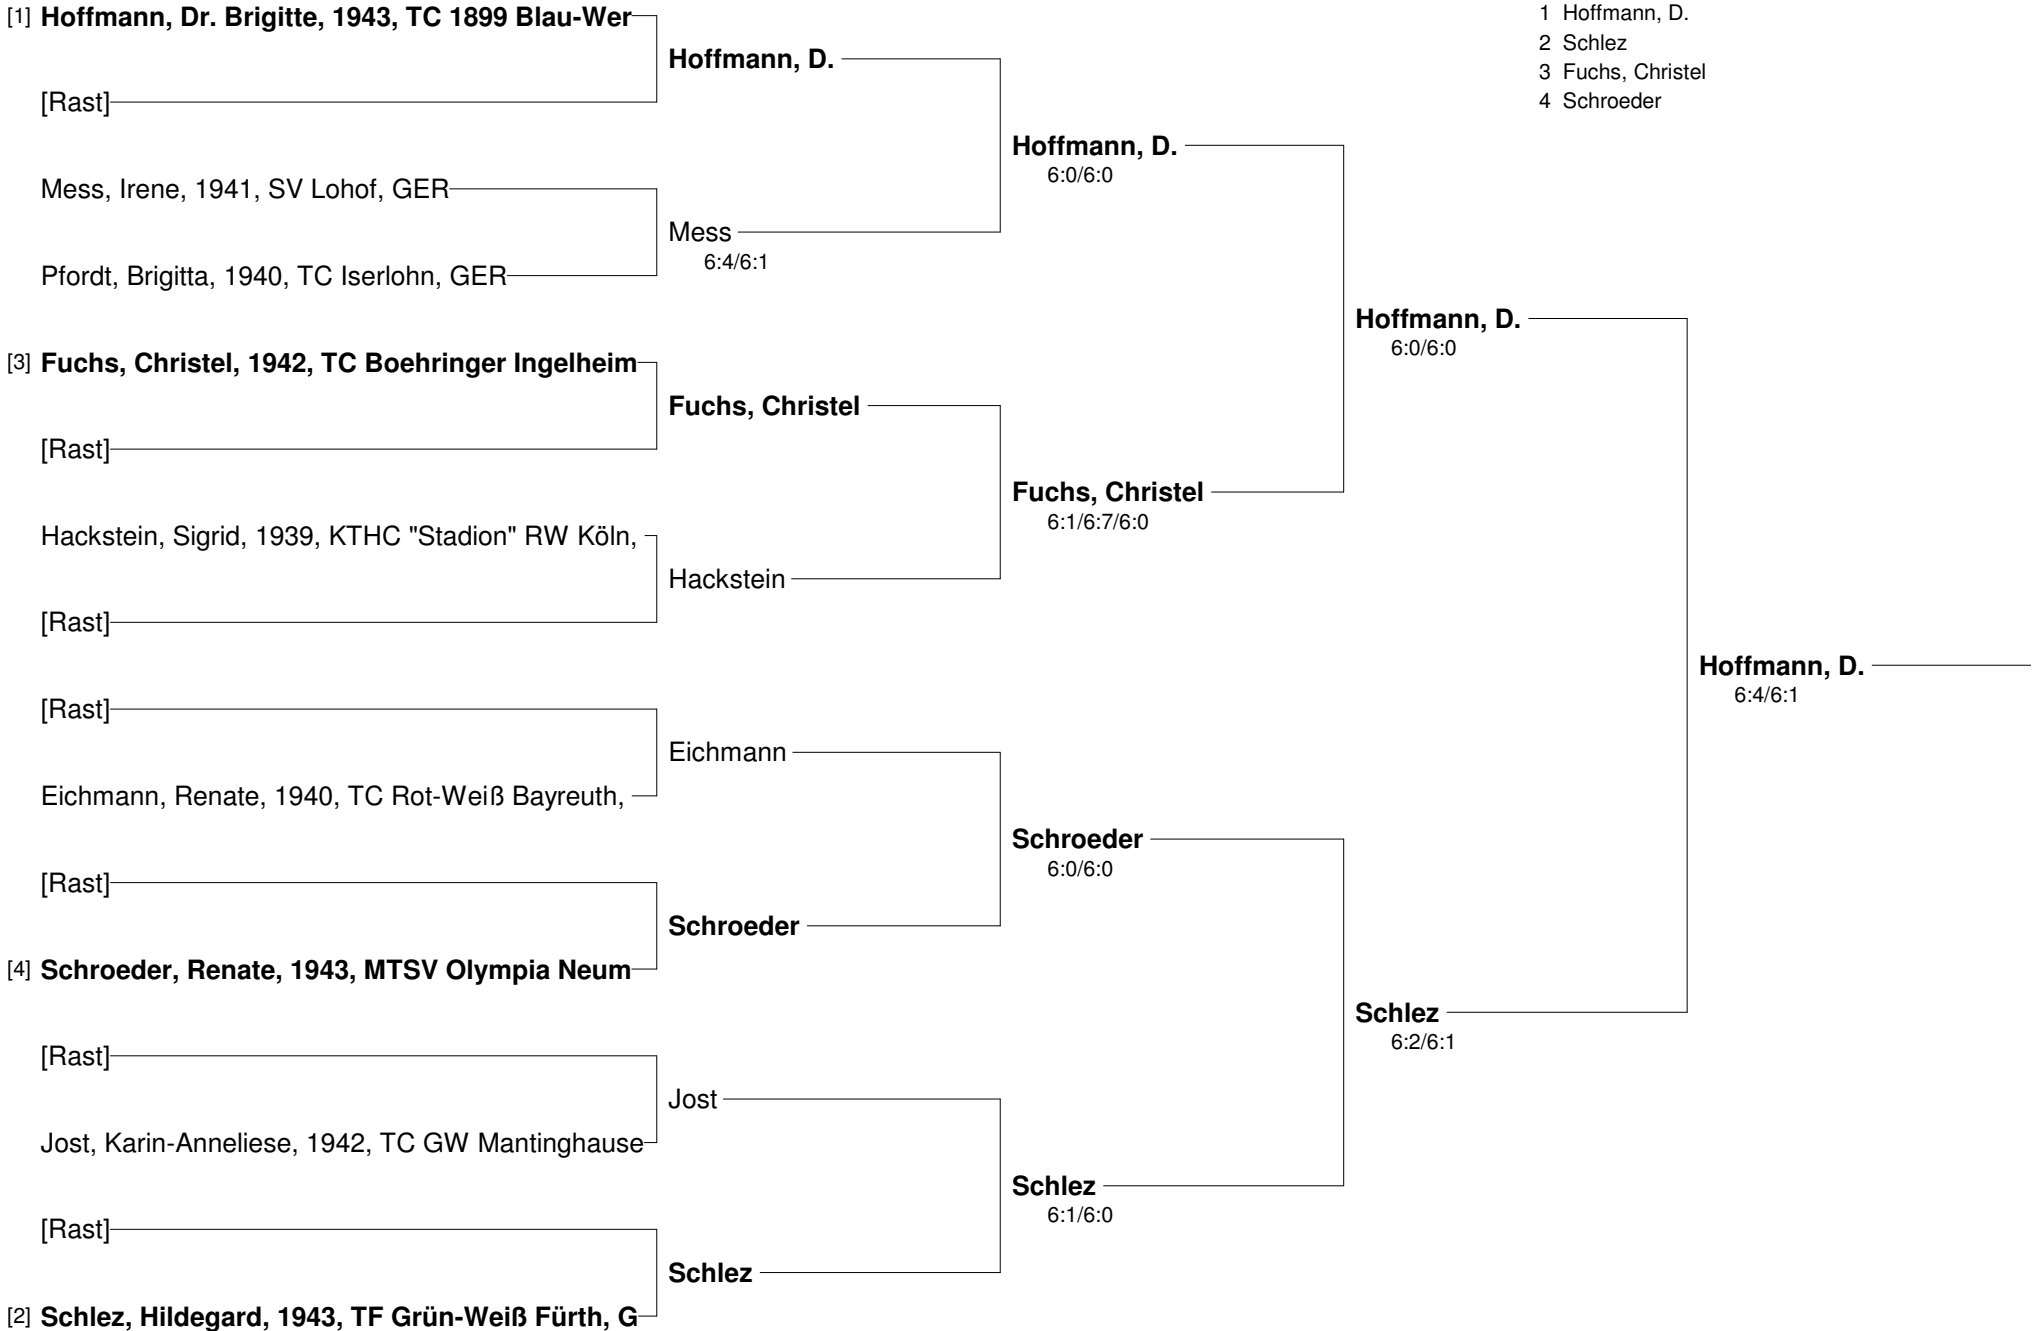 [1] Hoffmann, Dr. Brigitte, 1943, TC 1899 Blau-Wer
[Rast]
Mess, Irene, 1941, SV Lohof, GER
Pfordt, Brigitta, 1940, TC Iserlohn, GER
[3] Fuchs, Christel, 1942, TC Boehringer Ingelheim
[Rast]
Hackstein, Sigrid, 1939, KTHC "Stadion" RW Köln,
[Rast]
[Rast]
Eichmann, Renate, 1940, TC Rot-Weiß Bayreuth,
[Rast]
[4] Schroeder, Renate, 1943, MTSV Olympia Neum
[Rast]
Jost, Karin-Anneliese, 1942, TC GW Mantinghause
[Rast]
[2] Schlez, Hildegard, 1943, TF Grün-Weiß Fürth, G
Hoffmann, D.
Mess
6:4/6:1
Fuchs, Christel
Hackstein
Eichmann
Schroeder
Jost
Schlez
Hoffmann, D.
6:0/6:0
Fuchs, Christel
6:1/6:7/6:0
Schroeder
6:0/6:0
Schlez
6:1/6:0
Hoffmann, D.
6:0/6:0
Schlez
6:2/6:1
Hoffmann, D.
6:4/6:1
1 Hoffmann, D.
2 Schlez
3 Fuchs, Christel
4 Schroeder